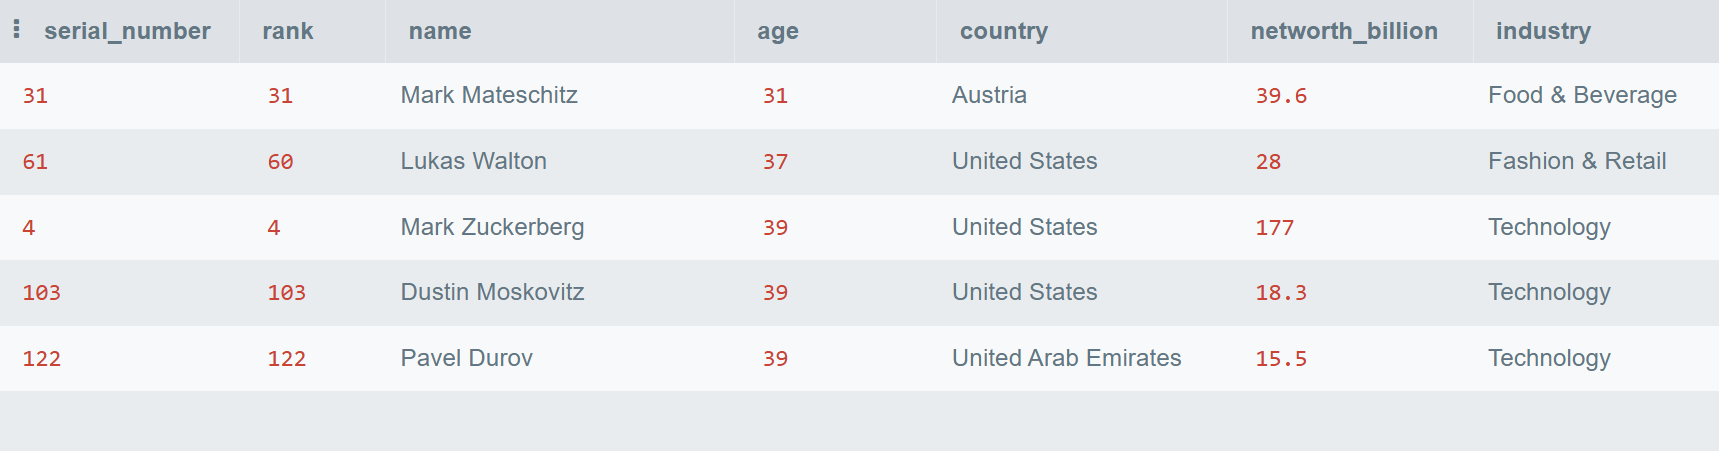 serial_number rank name age country networth_billion industry
31 31 Mark Mateschitz 31 Austria 39.6 Food & Beverage
61 60 Lukas Walton 37 United States 28 Fashion & Retail
4 4 Mark Zuckerberg 39 United States 177 Technology
103 103 Dustin Moskovitz 39 United States 18.3 Technology
122 122 Pavel Durov 39 United Arab Emirates 15.5 Technology